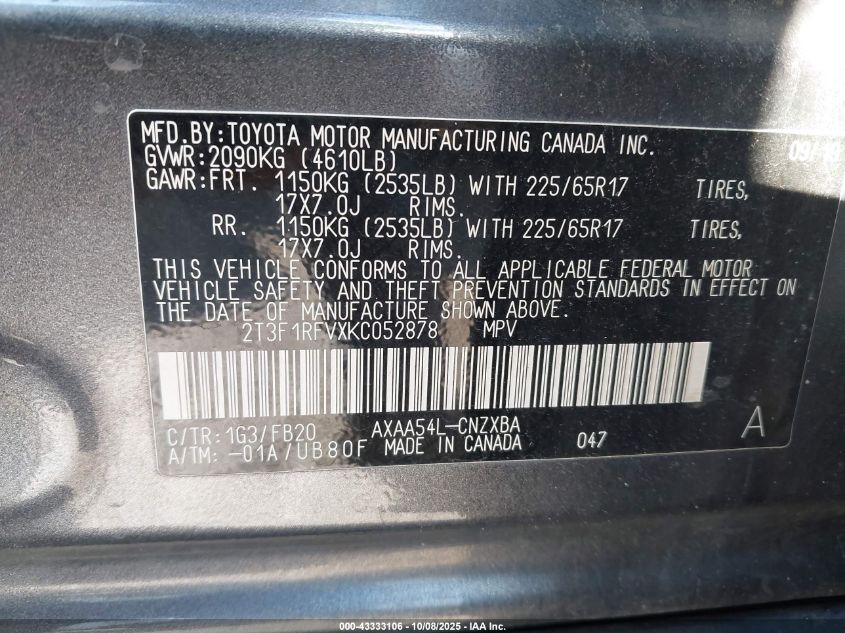 MFD.BY:TOYOTA MOTOR MANUFACTURING CANADA INC. 09/19
GVWR:2090KG (4610LB)
GAWR:FRT. 1150KG (2535LB) WITH 225/65R17 TIRES,
17X7.0J RIMS.
RR. 1150KG (2535LB) WITH 225/65R17 TIRES,
17X7.0J RIMS.
THIS VEHICLE CONFORMS TO ALL APPLICABLE FEDERAL MOTOR
VEHICLE SAFETY AND THEFT PREVENTION STANDARDS IN EFFECT ON
THE DATE OF MANUFACTURE SHOWN ABOVE.
2T3F1RFVXKC052878 MPV
C/TR:1G3/FB20 AXAA54L-CNZXBA 047 A
A/TM:-01A/UB80F MADE IN CANADA
000-43333106 - 10/08/2025 - IAA Inc.